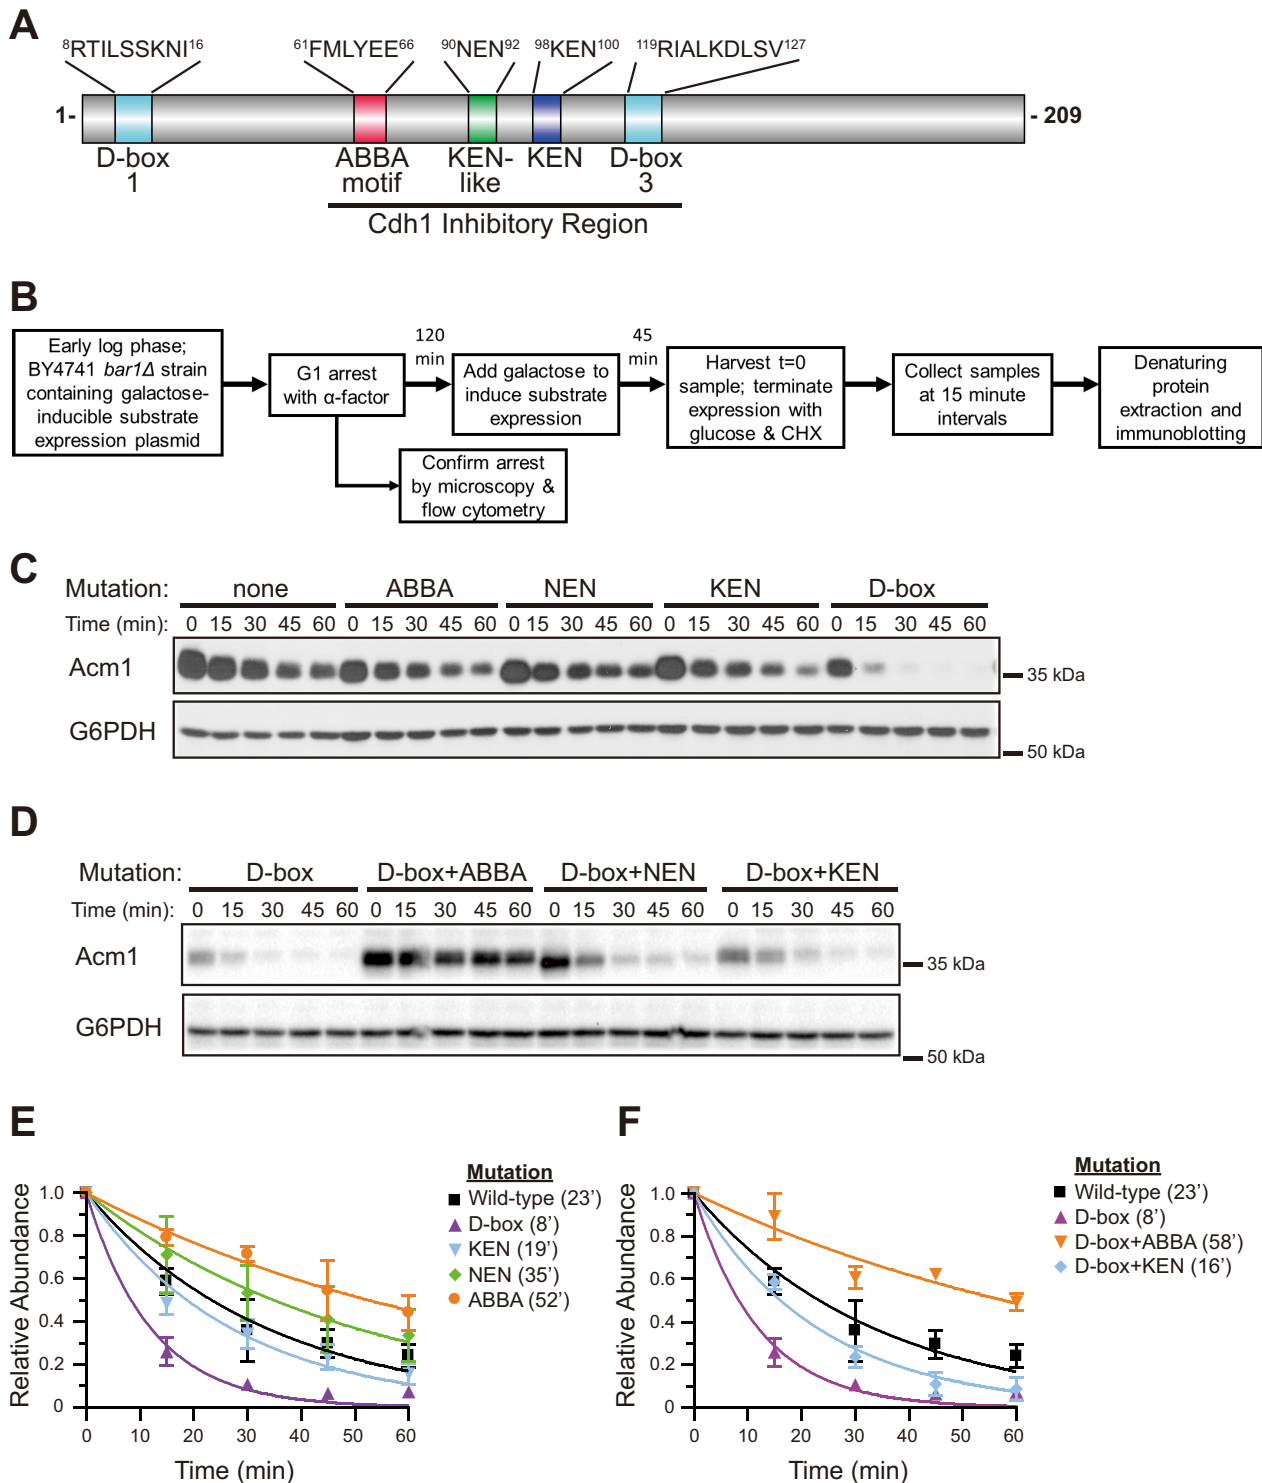 A
⁸RTILSSKNI¹⁶ ⁶¹FMLYEE⁶⁶ ⁹⁰NEN⁹² ⁹⁸KEN¹⁰⁰ ¹¹⁹RIALKDLSV¹²⁷
1- - 209
D-box 1
ABBA motif
KEN-like
KEN
D-box 3
Cdh1 Inhibitory Region
B
Early log phase;
BY4741 bar1Δ strain
containing galactose-
inducible substrate
expression plasmid
G1 arrest
with α-factor
120
min
Confirm arrest
by microscopy &
flow cytometry
Add galactose to
induce substrate
expression
45
min
Harvest t=0
sample; terminate
expression with
glucose & CHX
Collect samples
at 15 minute
intervals
Denaturing
protein
extraction and
immunoblotting
C
Mutation: none ABBA NEN KEN D-box
Time (min): 0 15 30 45 60 0 15 30 45 60 0 15 30 45 60 0 15 30 45 60 0 15 30 45 60
Acm1 35 kDa
G6PDH
50 kDa
D
Mutation: D-box D-box+ABBA D-box+NEN D-box+KEN
Time (min): 0 15 30 45 60 0 15 30 45 60 0 15 30 45 60 0 15 30 45 60
Acm1 35 kDa
G6PDH
50 kDa
E
Relative Abundance
1.0
0.8
0.6
0.4
0.2
0
0 10 20 30 40 50 60
Time (min)
Mutation
Wild-type (23')
D-box (8')
KEN (19')
NEN (35')
ABBA (52')
F
Relative Abundance
1.0
0.8
0.6
0.4
0.2
0
0 10 20 30 40 50 60
Time (min)
Mutation
Wild-type (23')
D-box (8')
D-box+ABBA (58')
D-box+KEN (16')